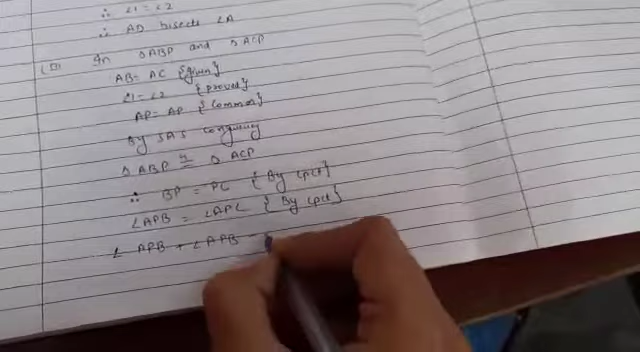 ∴ ∠1 = ∠2
∴ AD bisects ∠A
(ii) In △ABP and △ACP
AB = AC {given}
∠1 = ∠2 {proved}
AP = AP {common}
By SAS congruency
△ABP ≅ △ACP
∴ BP = PC {By cpct}
∠APB = ∠APC {By cpct}
∠APB + ∠APB